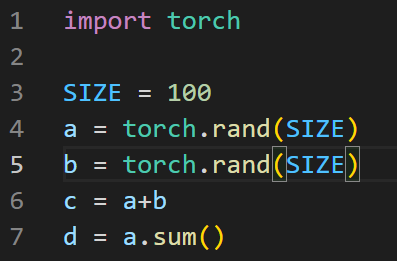 1 import torch
2
3 SIZE = 100
4 a = torch.rand(SIZE)
5 b = torch.rand(SIZE)
6 c = a+b
7 d = a.sum()